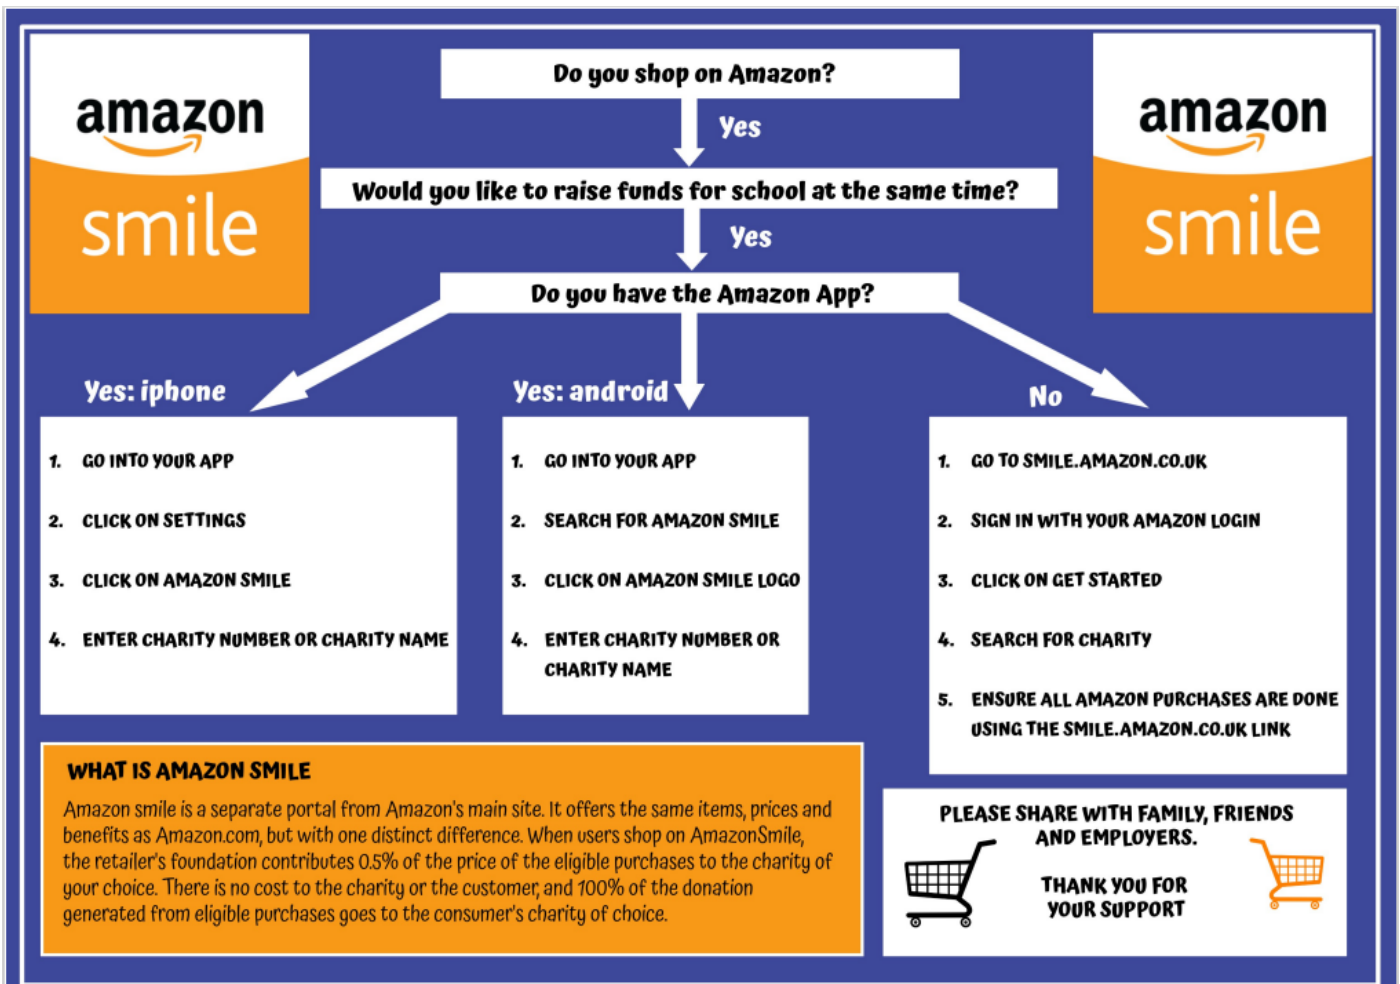 amazon
smile
Do you shop on Amazon?
Yes
Would you like to raise funds for school at the same time?
Yes
Do you have the Amazon App?
amazon
smile
Yes: iphone
1. GO INTO YOUR APP
2. CLICK ON SETTINGS
3. CLICK ON AMAZON SMILE
4. ENTER CHARITY NUMBER OR CHARITY NAME
Yes: android
1. GO INTO YOUR APP
2. SEARCH FOR AMAZON SMILE
3. CLICK ON AMAZON SMILE LOGO
4. ENTER CHARITY NUMBER OR
CHARITY NAME
No
1. GO TO SMILE.AMAZON.CO.UK
2. SIGN IN WITH YOUR AMAZON LOGIN
3. CLICK ON GET STARTED
4. SEARCH FOR CHARITY
5. ENSURE ALL AMAZON PURCHASES ARE DONE
USING THE SMILE.AMAZON.CO.UK LINK
WHAT IS AMAZON SMILE
Amazon smile is a separate portal from Amazon's main site. It offers the same items, prices and
benefits as Amazon.com, but with one distinct difference. When users shop on AmazonSmile,
the retailer's foundation contributes 0.5% of the price of the eligible purchases to the charity of
your choice. There is no cost to the charity or the customer, and 100% of the donation
generated from eligible purchases goes to the consumer's charity of choice.
PLEASE SHARE WITH FAMILY, FRIENDS
AND EMPLOYERS.
THANK YOU FOR
YOUR SUPPORT